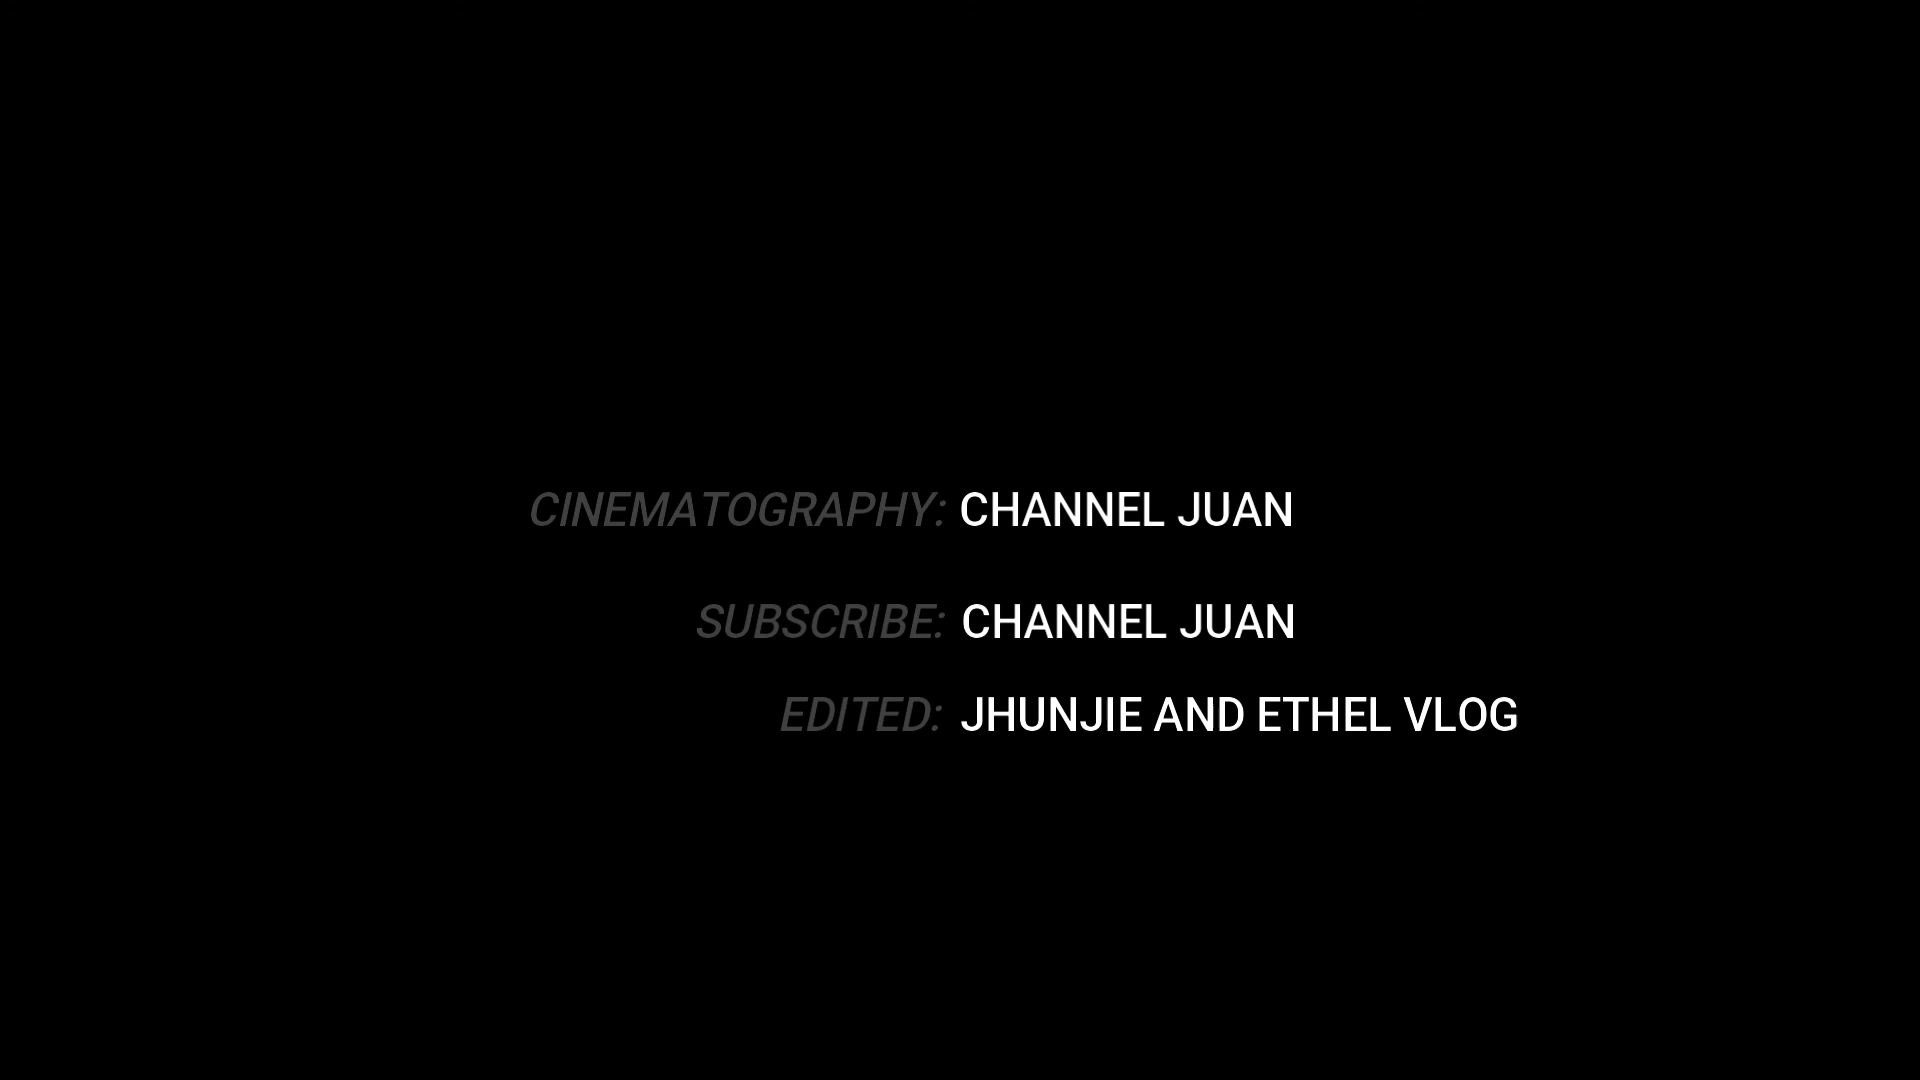 CINEMATOGRAPHY: CHANNEL JUAN
SUBSCRIBE: CHANNEL JUAN
EDITED: JHUNJIE AND ETHEL VLOG